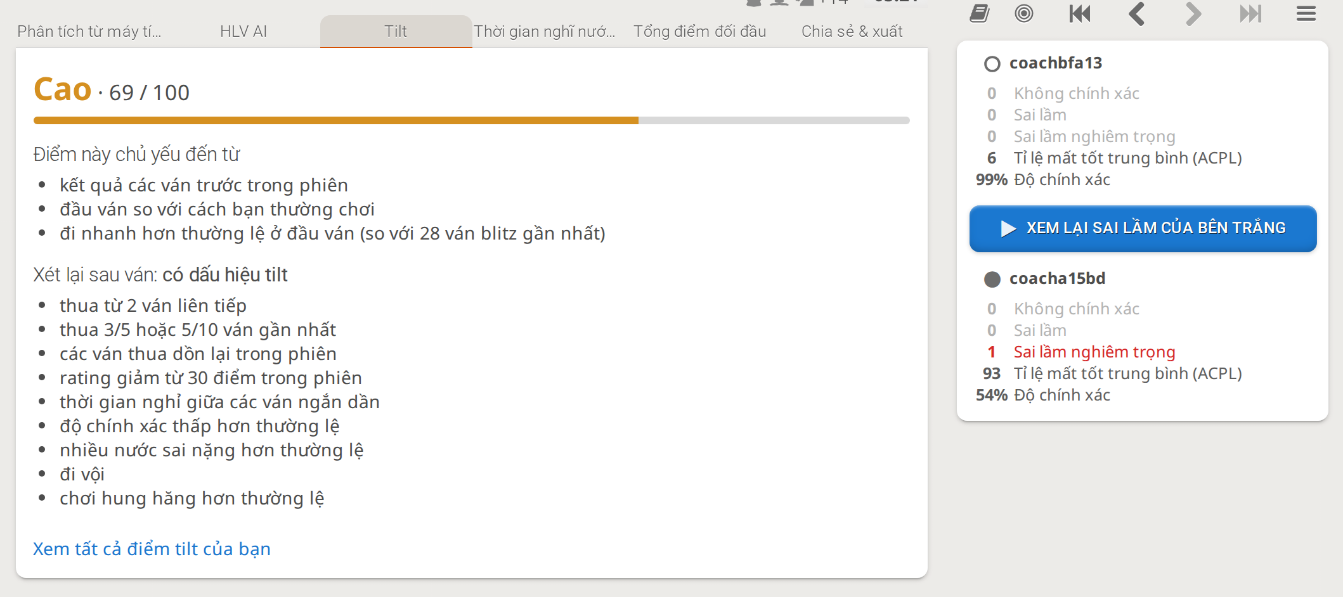 Phân tích từ máy tí...
HLV AI
Tilt
Thời gian nghĩ nướ...
Tổng điểm đối đầu
Chia sẻ & xuất
Cao · 69 / 100
Điểm này chủ yếu đến từ
kết quả các ván trước trong phiên
đầu ván so với cách bạn thường chơi
đi nhanh hơn thường lệ ở đầu ván (so với 28 ván blitz gần nhất)
Xét lại sau ván: có dấu hiệu tilt
thua từ 2 ván liên tiếp
thua 3/5 hoặc 5/10 ván gần nhất
các ván thua dồn lại trong phiên
rating giảm từ 30 điểm trong phiên
thời gian nghỉ giữa các ván ngắn dần
độ chính xác thấp hơn thường lệ
nhiều nước sai nặng hơn thường lệ
đi vội
chơi hung hăng hơn thường lệ
Xem tất cả điểm tilt của bạn
coachbfa13
0 Không chính xác
0 Sai lầm
0 Sai lầm nghiêm trọng
6 Tỉ lệ mất tốt trung bình (ACPL)
99% Độ chính xác
XEM LẠI SAI LẦM CỦA BÊN TRẮNG
coacha15bd
0 Không chính xác
0 Sai lầm
1 Sai lầm nghiêm trọng
93 Tỉ lệ mất tốt trung bình (ACPL)
54% Độ chính xác